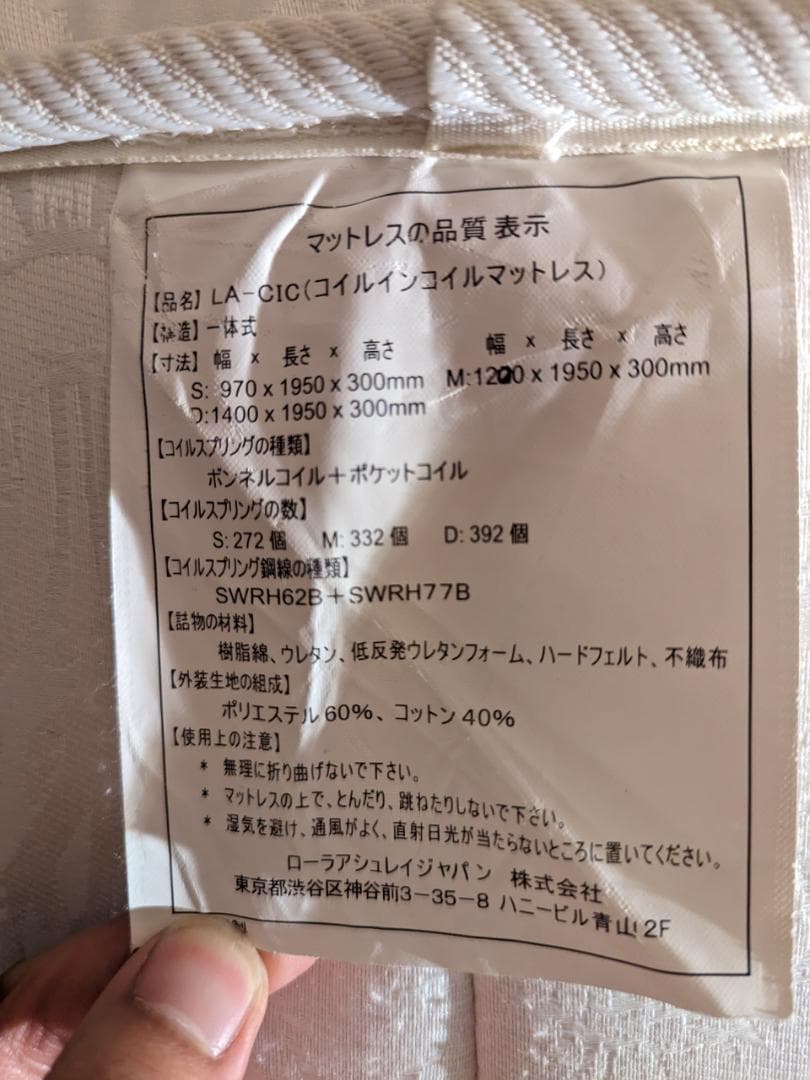 マットレスの品質 表示
【品名】 LA-CIC(コイルインコイルマットレス)
【構造】 一体式
【寸法】 幅 x 長さ x 高さ 幅 x 長さ x 高さ
S: 970 x 1950 x 300mm M:1200 x 1950 x 300mm
D:1400 x 1950 x 300mm
【コイルスプリングの種類】
ボンネルコイル+ポケットコイル
【コイルスプリングの数】
S: 272 個 M: 332 個 D: 392 個
【コイルスプリング鋼線の種類】
SWRH62B+SWRH77B
【詰物の材料】
樹脂綿、ウレタン、低反発ウレタンフォーム、ハードフェルト、不織布
【外装生地の組成】
ポリエステル 60%、コットン 40%
【使用上の注意】
* 無理に折り曲げないで下さい。
* マットレスの上で、とんだり、跳ねたりしないで下さい。
* 湿気を避け、通風がよく、直射日光が当たらないところに置いてください。
ローラアシュレイジャパン 株式会社
東京都渋谷区神谷前3-35-8 ハニービル青山2F
製